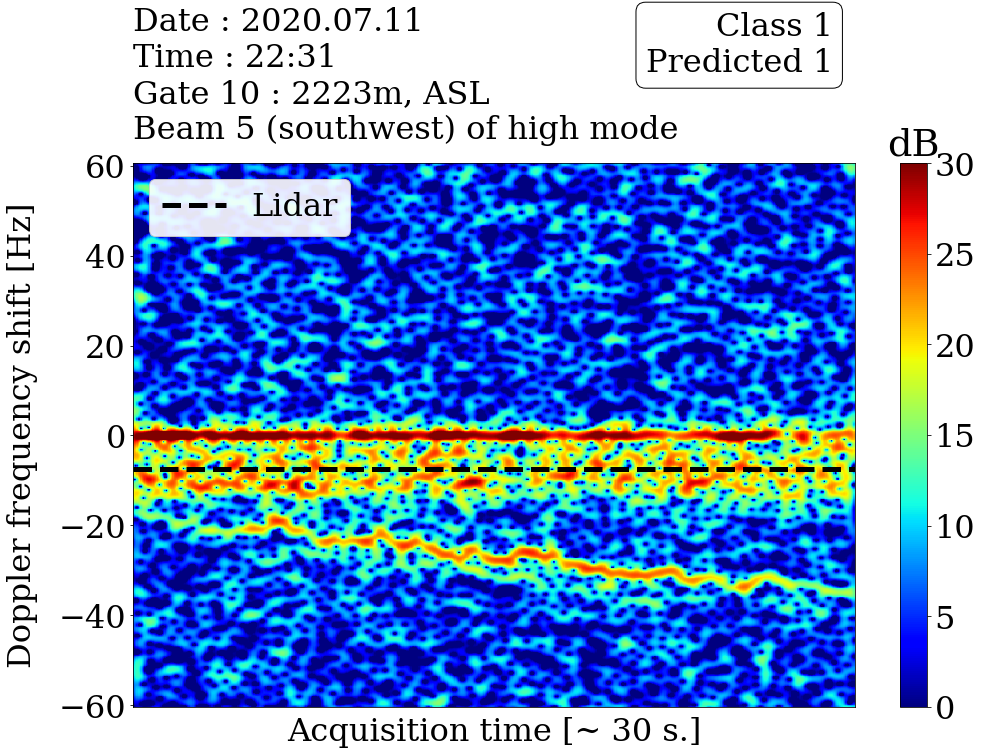 Date : 2020.07.11
Time : 22:31
Gate 10 : 2223m, ASL
Beam 5 (southwest) of high mode
Class 1
Predicted 1
dB
Lidar
Doppler frequency shift [Hz]
60
40
20
0
−20
−40
−60
Acquisition time [~ 30 s.]
30
25
20
15
10
5
0